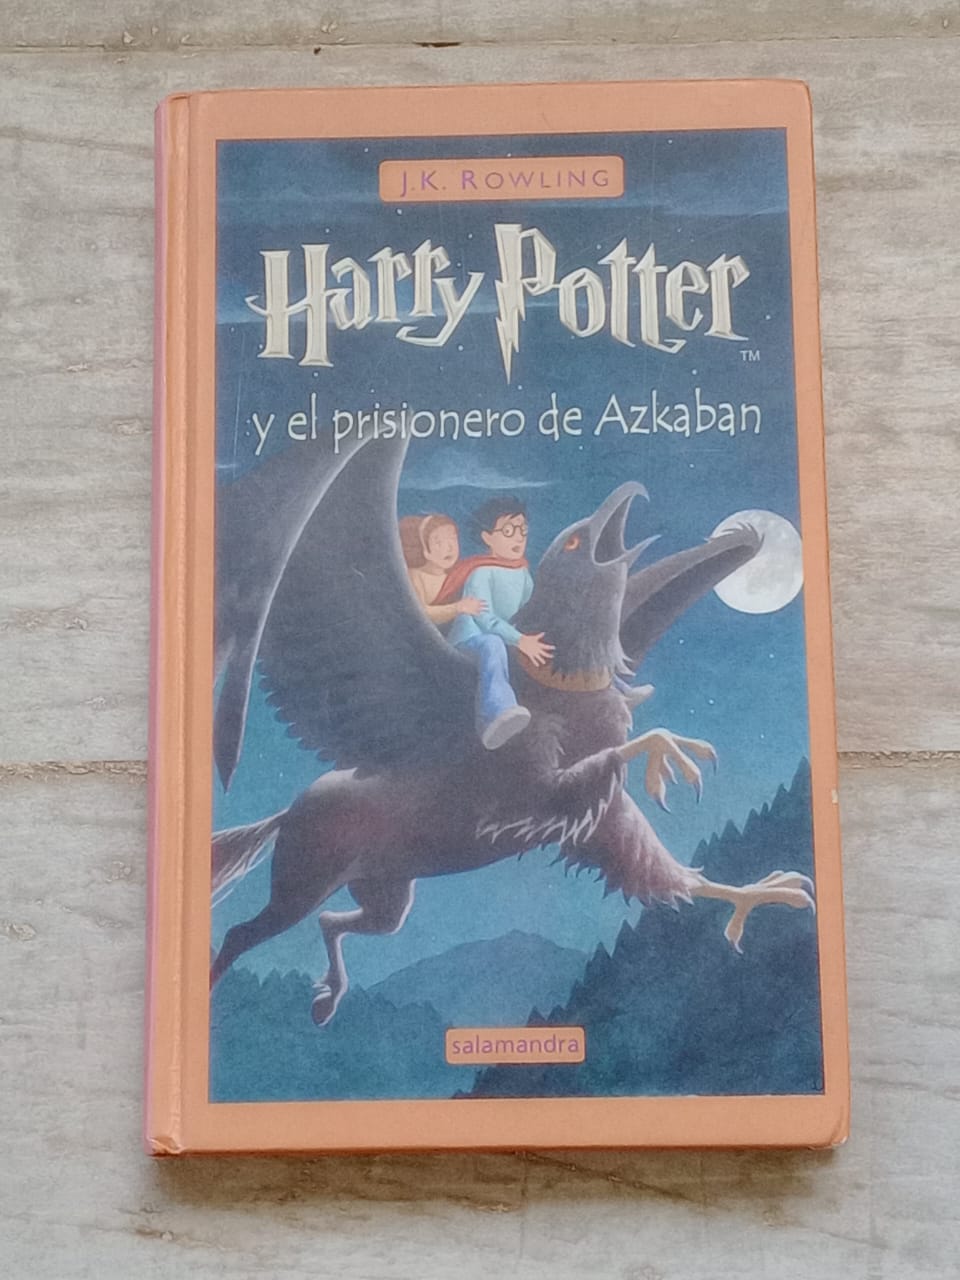 J.K. ROWLING
Harry Potter
TM
y el prisionero de Azkaban
salamandra